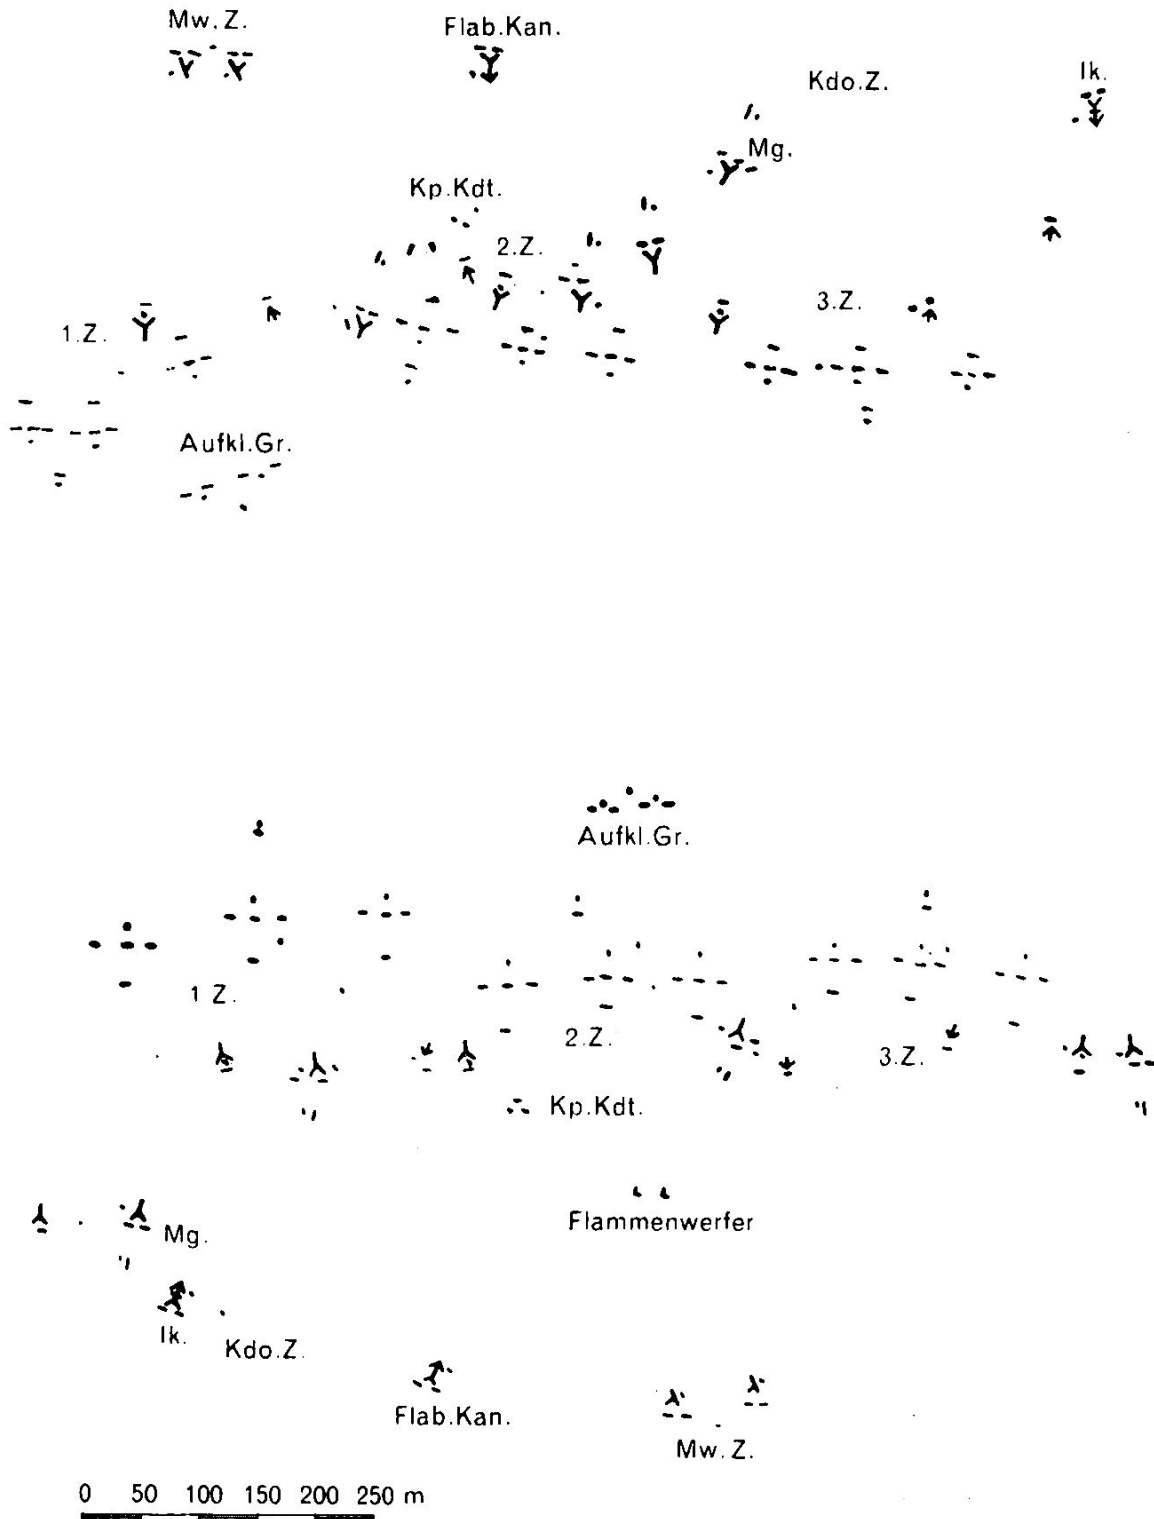 Mw. Z.
Flab.Kan.
Kdo.Z.
Ik.
Mg.
Kp.Kdt.
2.Z.
3.Z.
1.Z.
Aufkl.Gr.
Aufkl.Gr.
1 Z.
2.Z.
3.Z.
Kp.Kdt.
Flammenwerfer
Mg.
Ik.
Kdo.Z.
Flab.Kan.
Mw. Z.
0 50 100 150 200 250 m